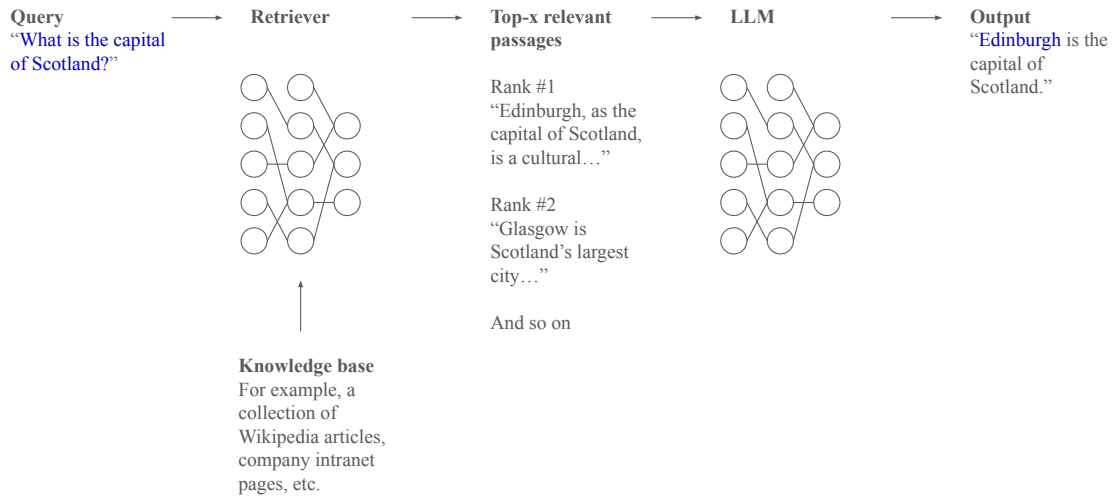 Query
“What is the capital
of Scotland?”
Retriever
Knowledge base
For example, a
collection of
Wikipedia articles,
company intranet
pages, etc.
Top-x relevant
passages
Rank #1
“Edinburgh, as the
capital of Scotland,
is a cultural…”
Rank #2
“Glasgow is
Scotland’s largest
city…”
And so on
LLM
Output
“Edinburgh is the
capital of
Scotland.”